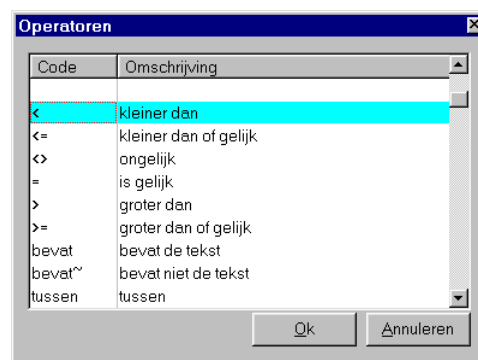 Operatoren
Code Omschrijving
< kleiner dan
<= kleiner dan of gelijk
<> ongelijk
= is gelijk
> groter dan
>= groter dan of gelijk
bevat bevat de tekst
bevat~ bevat niet de tekst
tussen tussen
Ok Annuleren